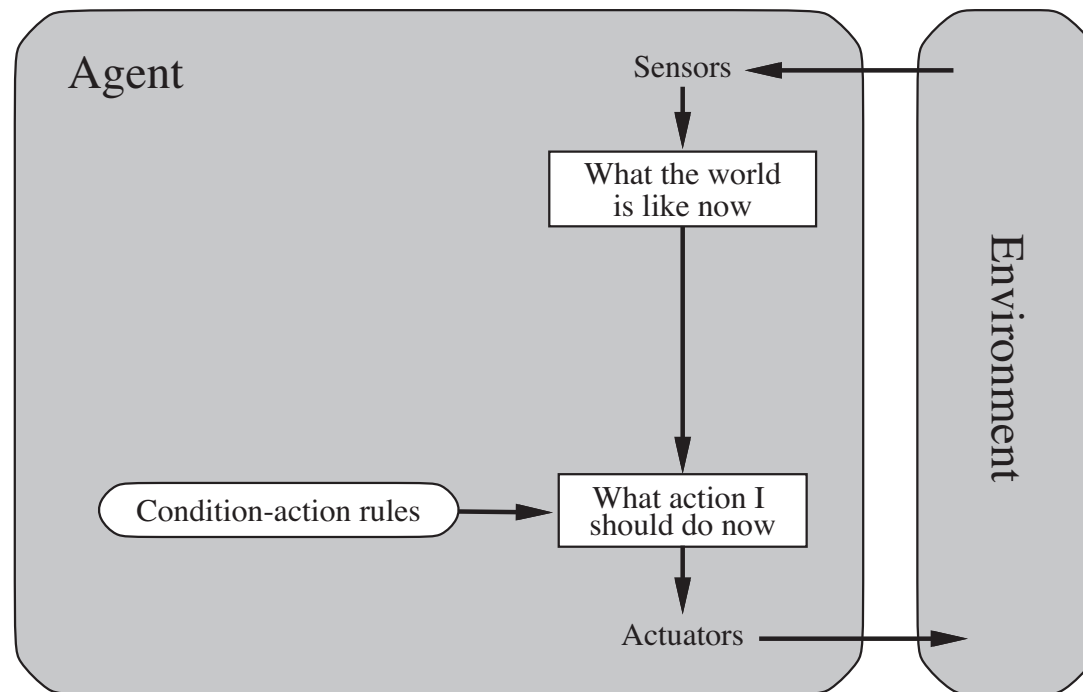 Agent
Sensors
What the world
is like now
Environment
Condition-action rules
What action I
should do now
Actuators